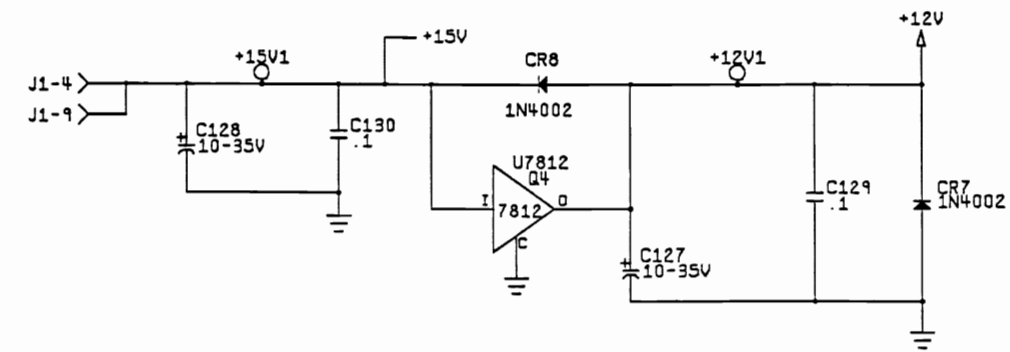 +12V
+15V
+15V1
+12V1
CR8
J1-4
J1-9
1N4002
C128
10-35V
C130
.1
U7812
Q4
I
7812
O
C
C129
.1
CR7
1N4002
C127
10-35V